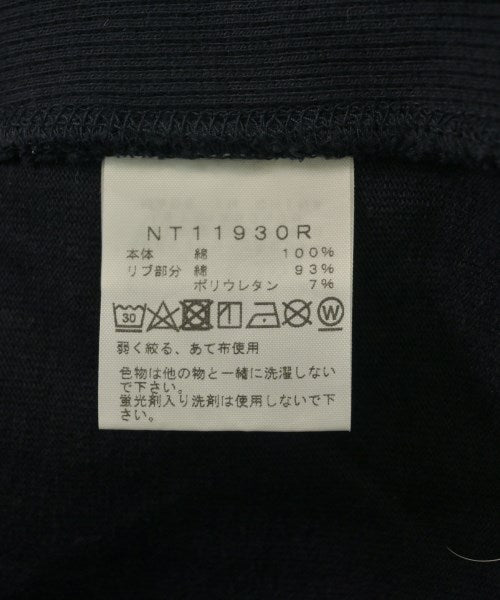 NT11930R
本体 綿 100%
リブ部分 綿 93%
ポリウレタン 7%
30 W
弱く絞る、あて布使用
色物は他の物と一緒に洗濯しない
で下さい。
蛍光剤入り洗剤は使用しないで下
さい。